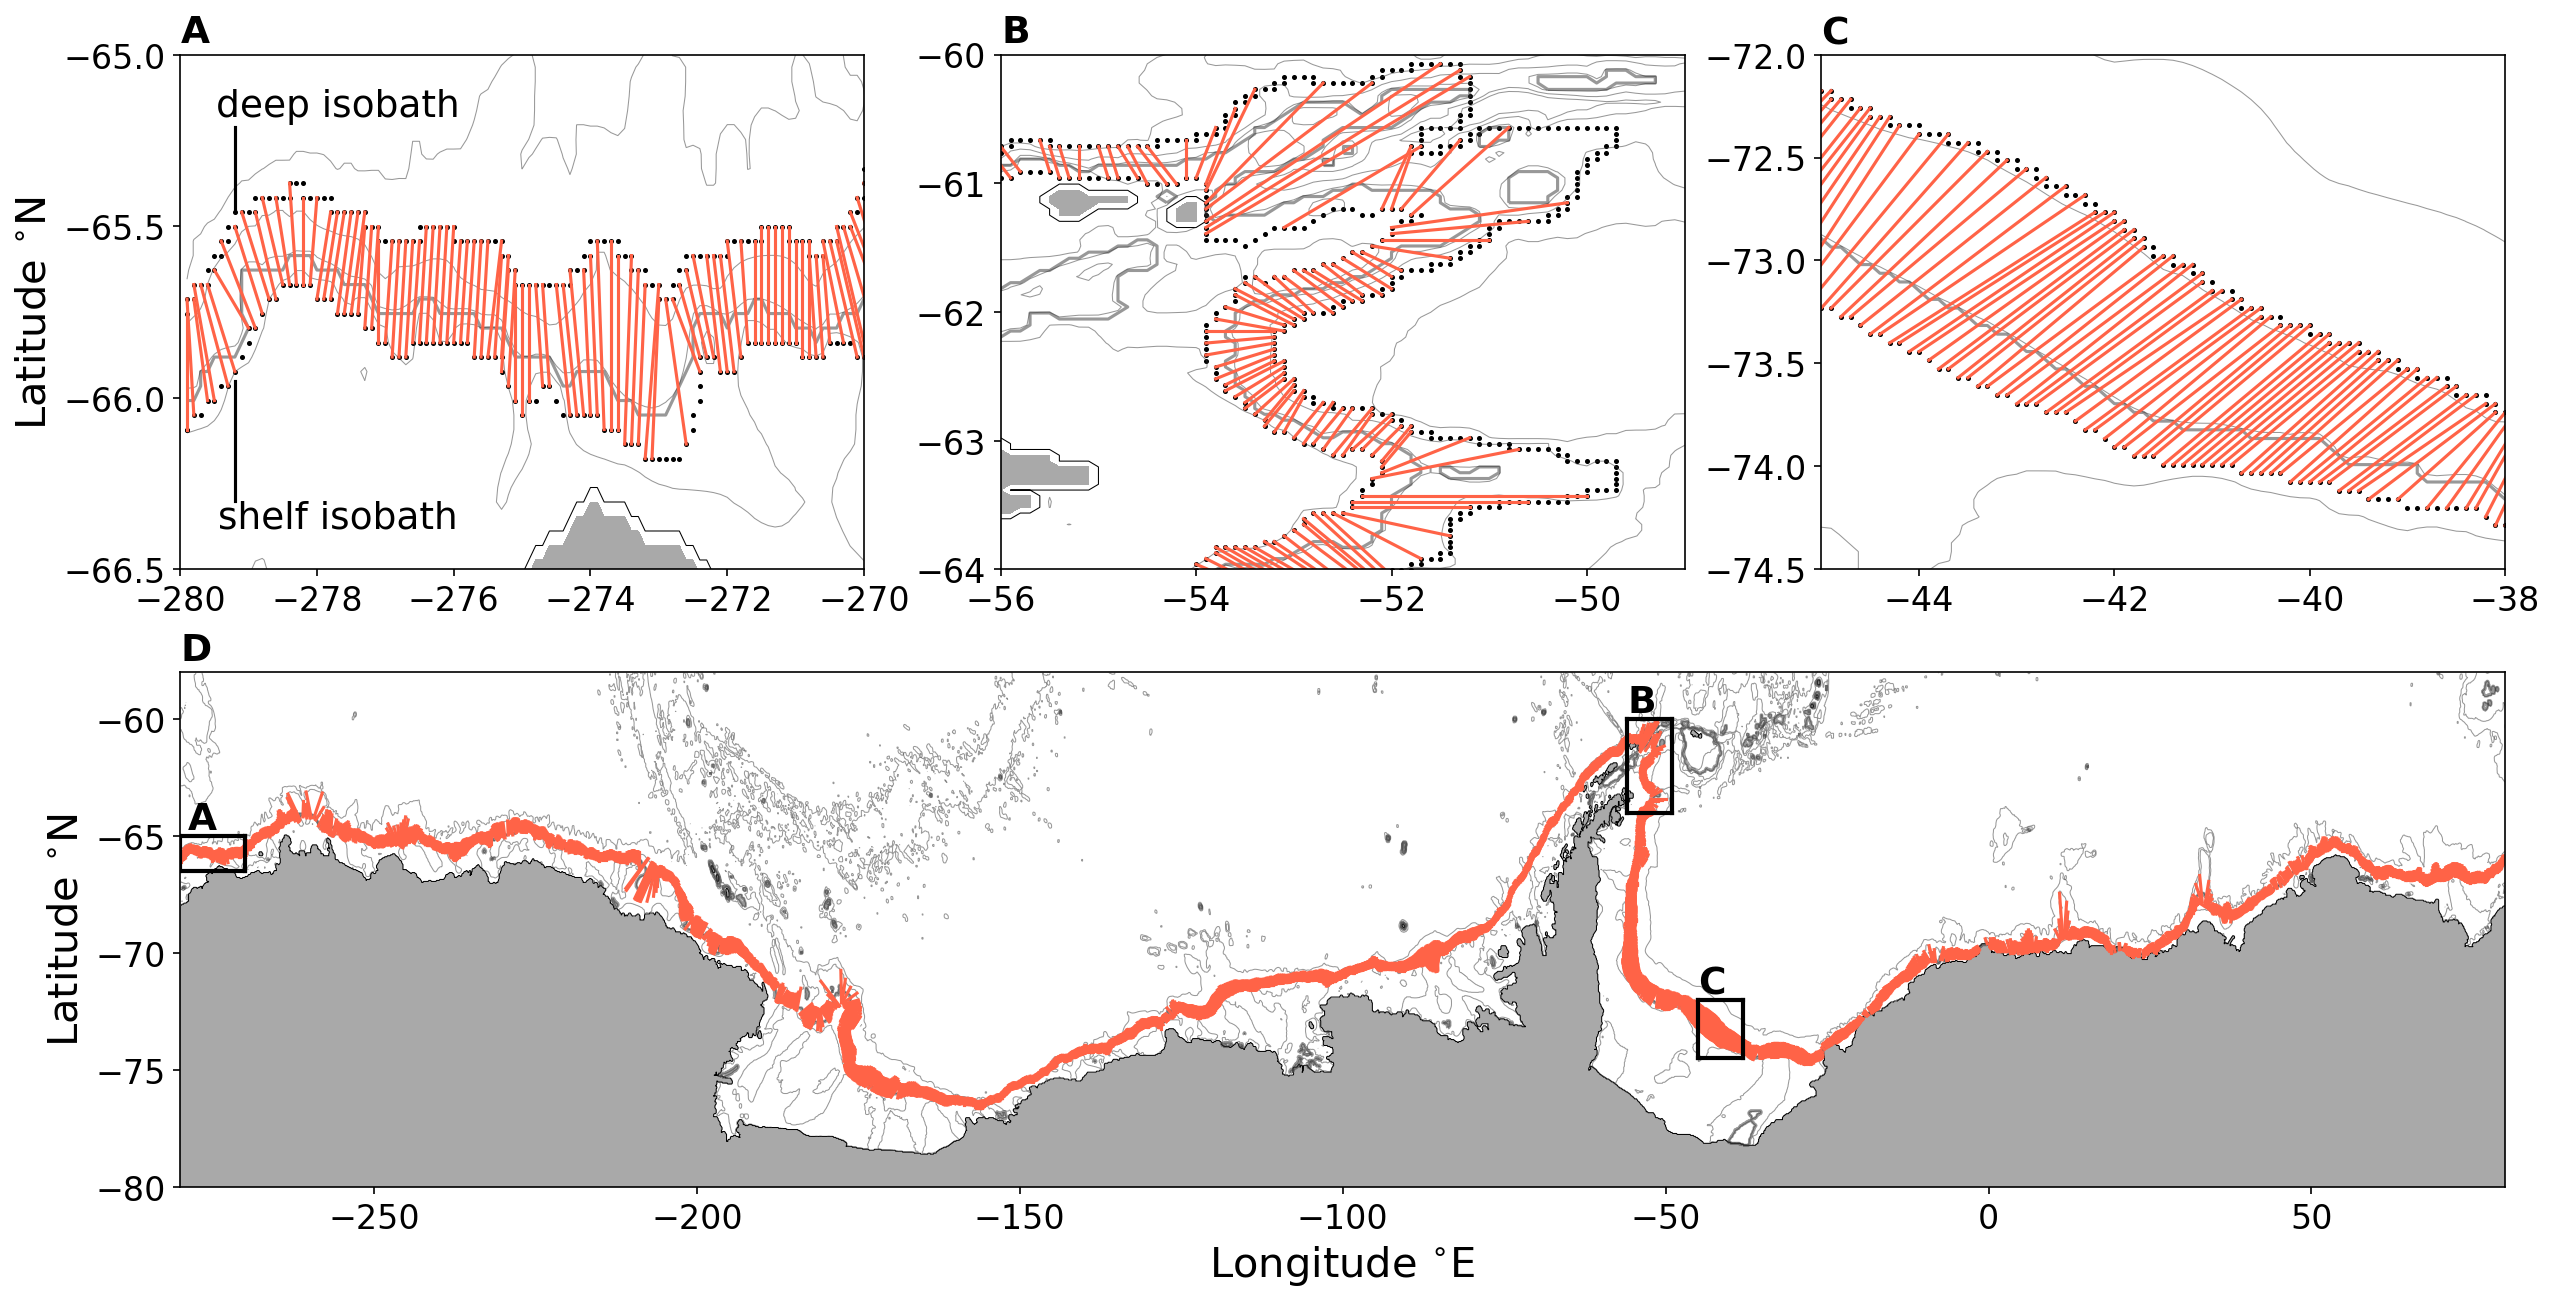 A
B
C
−65.0
−65.5
−66.0
−66.5
Latitude °N
deep isobath
shelf isobath
−280 −278 −276 −274 −272 −270
−60
−61
−62
−63
−64
−56 −54 −52 −50
−72.0
−72.5
−73.0
−73.5
−74.0
−74.5
−44 −42 −40 −38
D
−60
−65
−70
−75
−80
Latitude °N
A
B
C
−250 −200 −150 −100 −50 0 50
Longitude °E